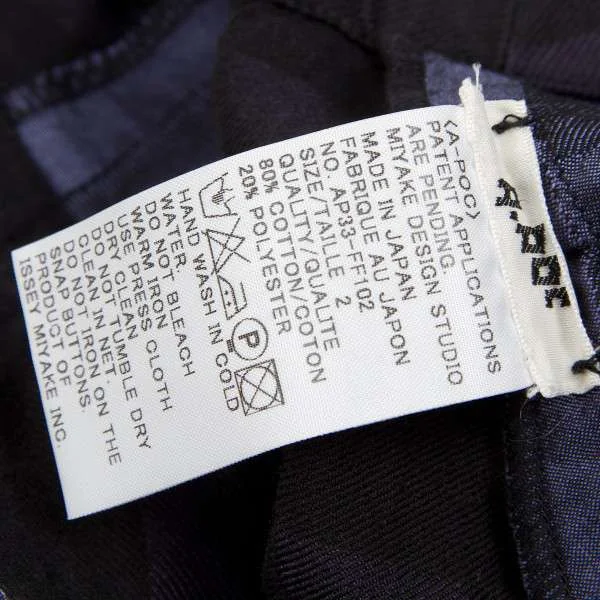 A.POC
<A-POC>
PATENT APPLICATIONS
ARE PENDING.
MIYAKE DESIGN STUDIO
MADE IN JAPAN
FABRIQUE AU JAPON
NO. AP33-FF102
SIZE/TAILLE 2
QUALITY/QUALITE
80% COTTON/COTON
20% POLYESTER
P
HAND WASH IN COLD
WATER.
DO NOT BLEACH
WARM IRON
USE PRESS CLOTH
DRY CLEAN
DO NOT TUMBLE DRY
CLEAN IN NET.
DO NOT IRON ON THE
SNAP BUTTONS.
PRODUCT OF
ISSEY MIYAKE INC.